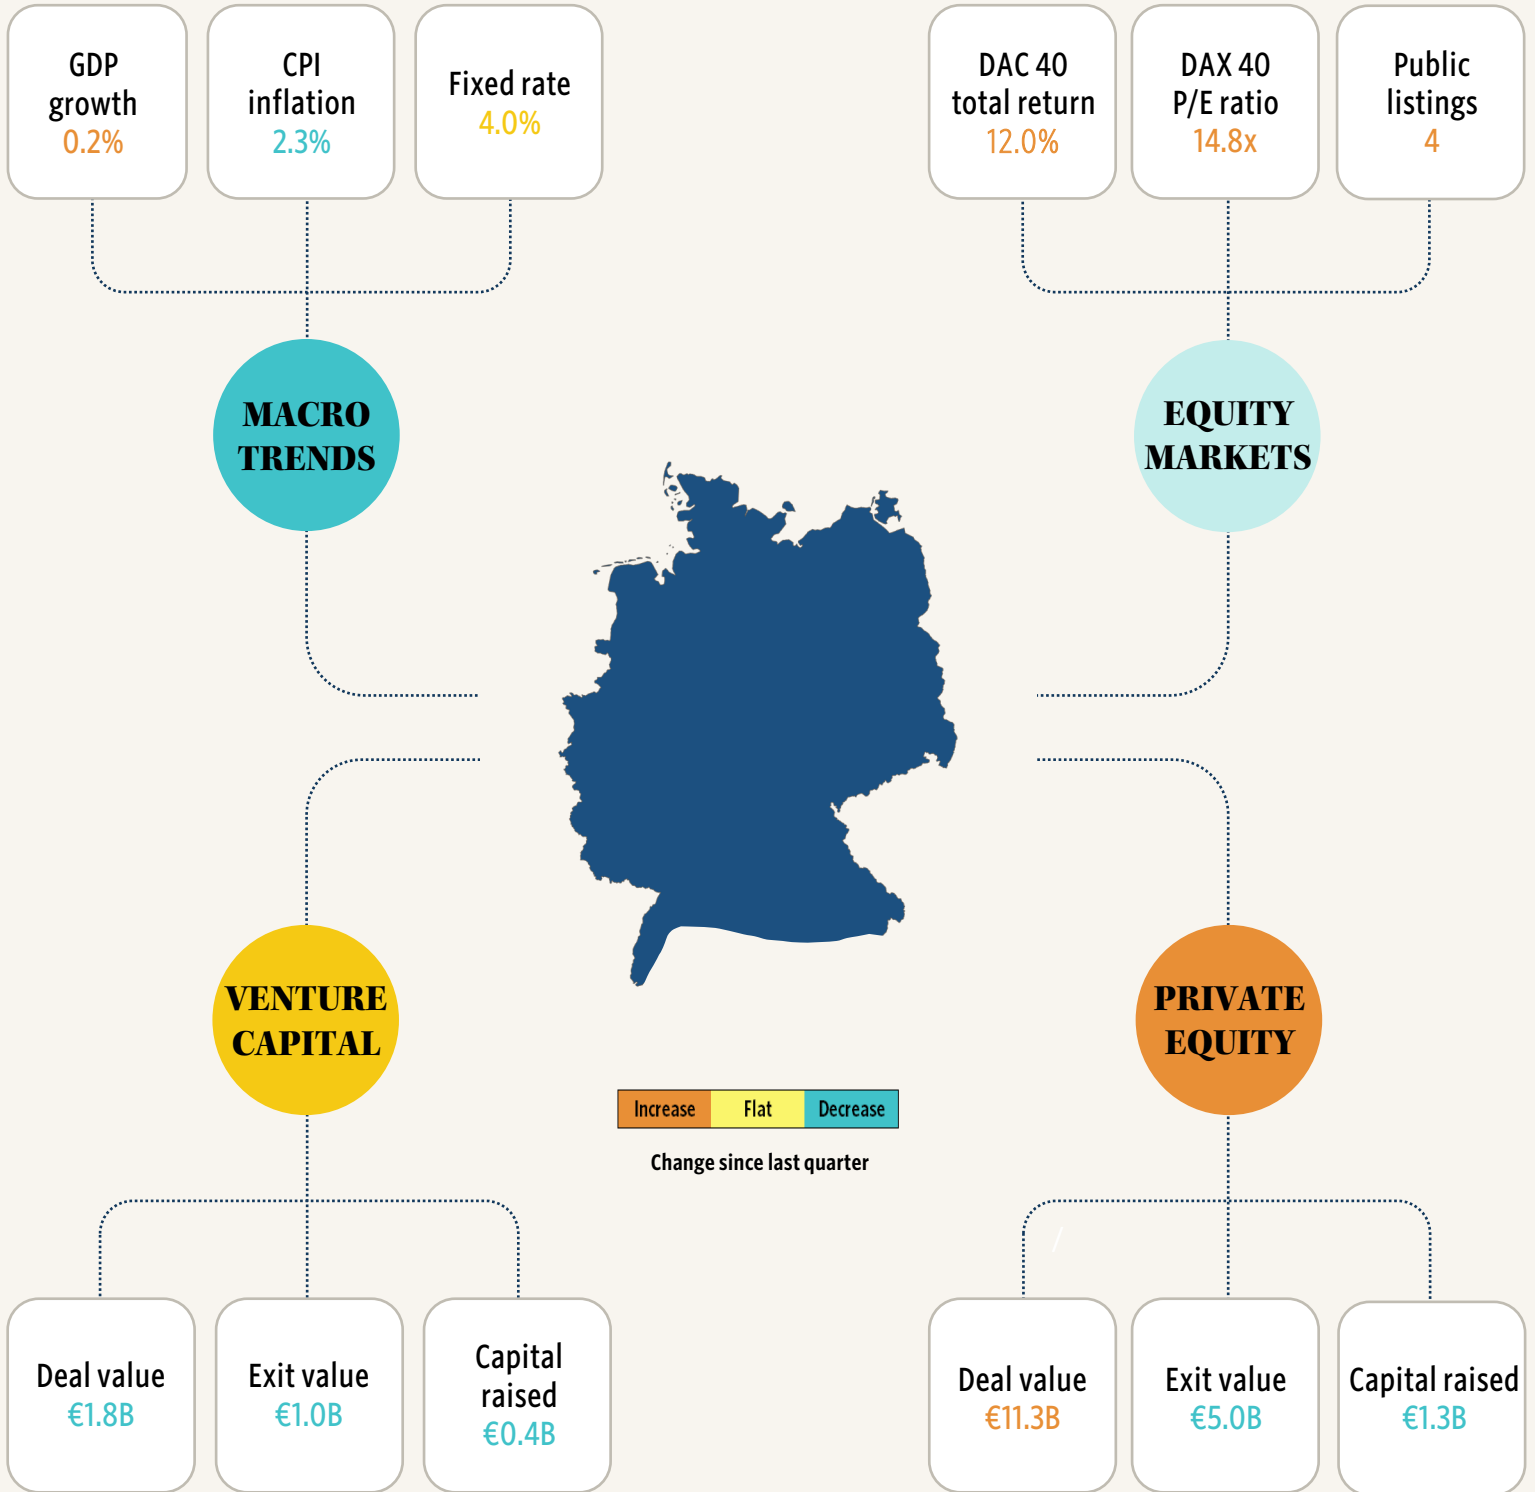 GDP
growth
0.2%
CPI
inflation
2.3%
Fixed rate
4.0%
DAC 40
total return
12.0%
DAX 40
P/E ratio
14.8x
Public
listings
4
MACRO
TRENDS
EQUITY
MARKETS
VENTURE
CAPITAL
PRIVATE
EQUITY
Increase
Flat
Decrease
Change since last quarter
/
Deal value
€1.8B
Exit value
€1.0B
Capital
raised
€0.4B
Deal value
€11.3B
Exit value
€5.0B
Capital raised
€1.3B